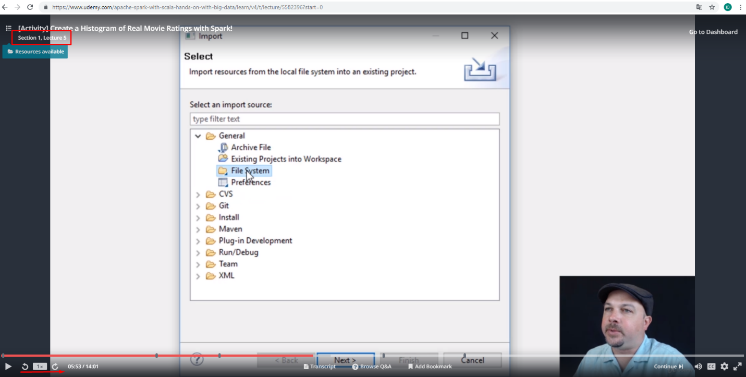 https://www.udemy.com/apache-spark-with-scala-hands-on-with-big-data/learn/v4/t/lecture/5582396?start=0
[Activity] Create a Histogram of Real Movie Ratings with Spark!
Section 1, Lecture 5
Go to Dashboard
Resources available
Import
Select
Import resources from the local file system into an existing project.
Select an import source:
type filter text
General
Archive File
Existing Projects into Workspace
File System
Preferences
CVS
Git
Install
Maven
Plug-in Development
Run/Debug
Team
XML
< Back
Next >
Finish
Cancel
1x
05:53 / 14:01
Transcript
Browse Q&A
Add Bookmark
Continue